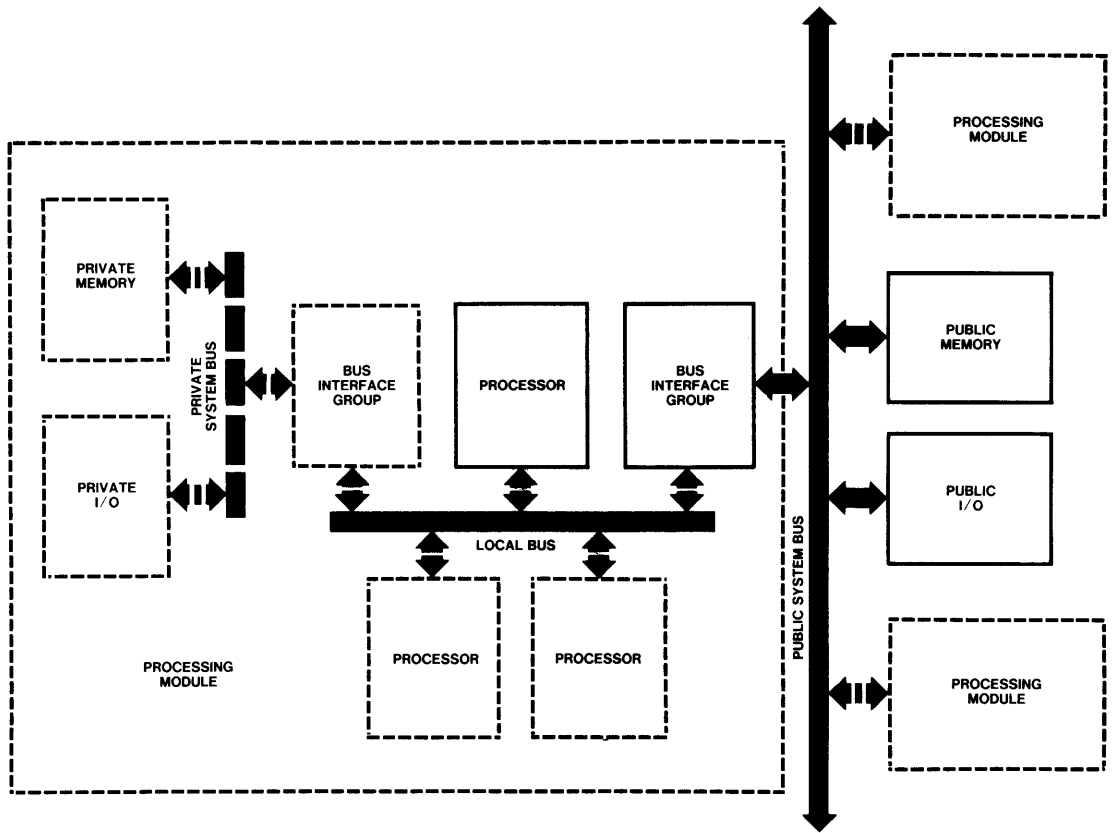 PROCESSING
MODULE
PRIVATE
MEMORY
PRIVATE
SYSTEM BUS
BUS
INTERFACE
GROUP
PROCESSOR
BUS
INTERFACE
GROUP
PUBLIC
MEMORY
PRIVATE
I/O
PUBLIC
I/O
LOCAL BUS
PUBLIC SYSTEM BUS
PROCESSING
MODULE
PROCESSOR
PROCESSOR
PROCESSING
MODULE